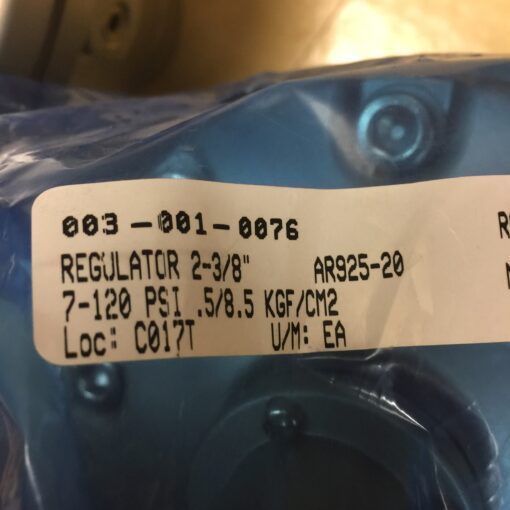 003-001-0076
REGULATOR 2-3/8" AR925-20
7-120 PSI .5/8.5 KGF/CM2
Loc: C017T U/M: EA